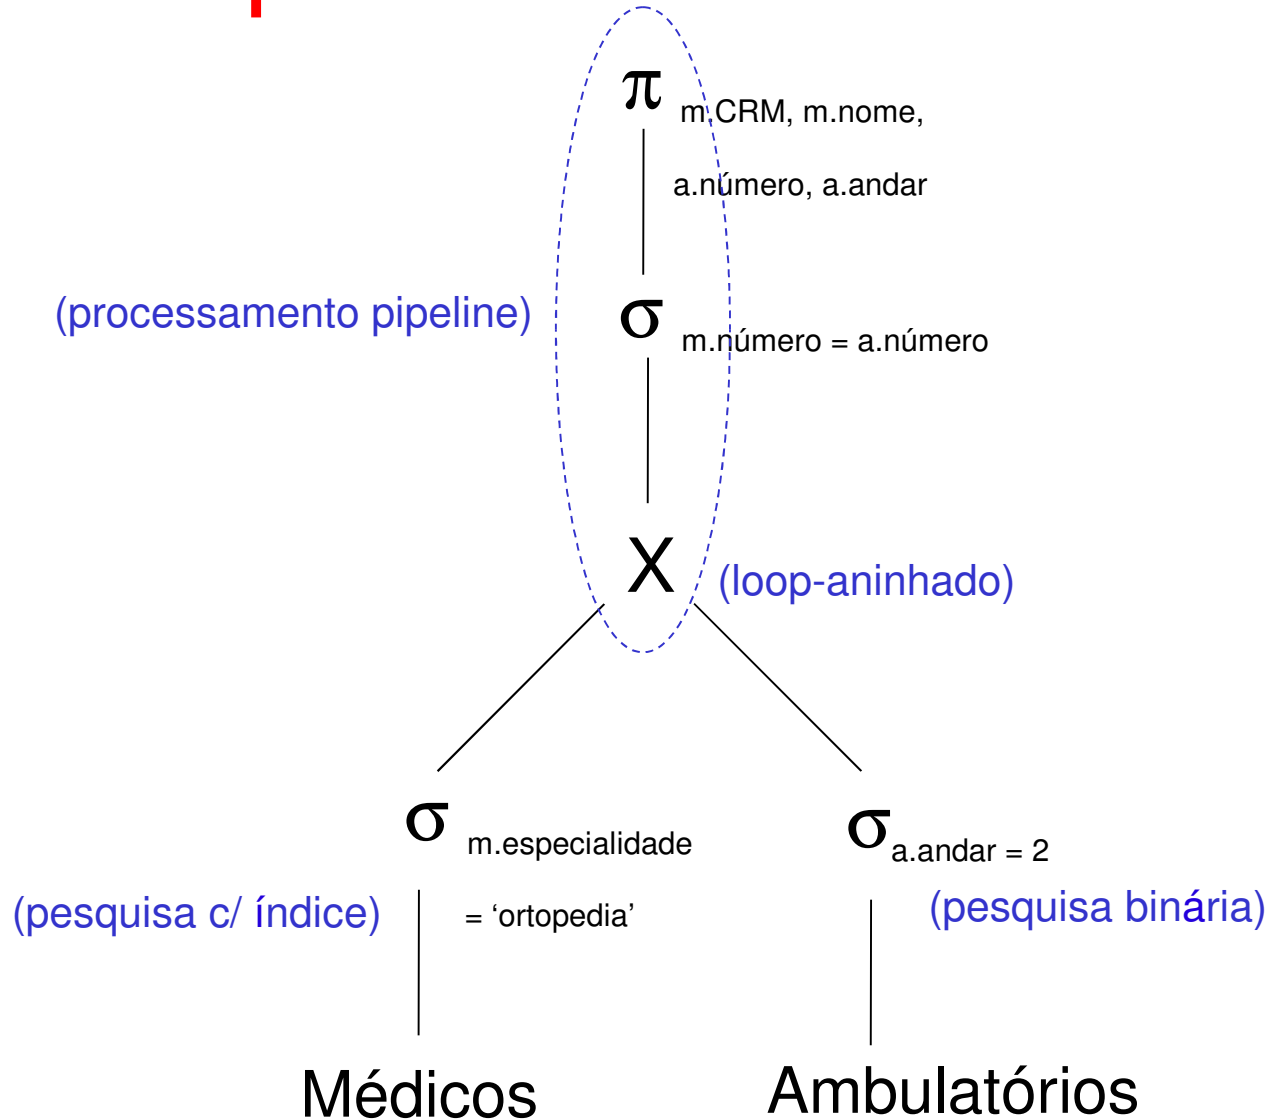 π m.CRM, m.nome,
a.número, a.andar
(processamento pipeline)
σ m.número = a.número
X (loop-aninhado)
σ m.especialidade
= ‘ortopedia’
(pesquisa c/ índice)
σ a.andar = 2
(pesquisa binária)
Médicos
Ambulatórios